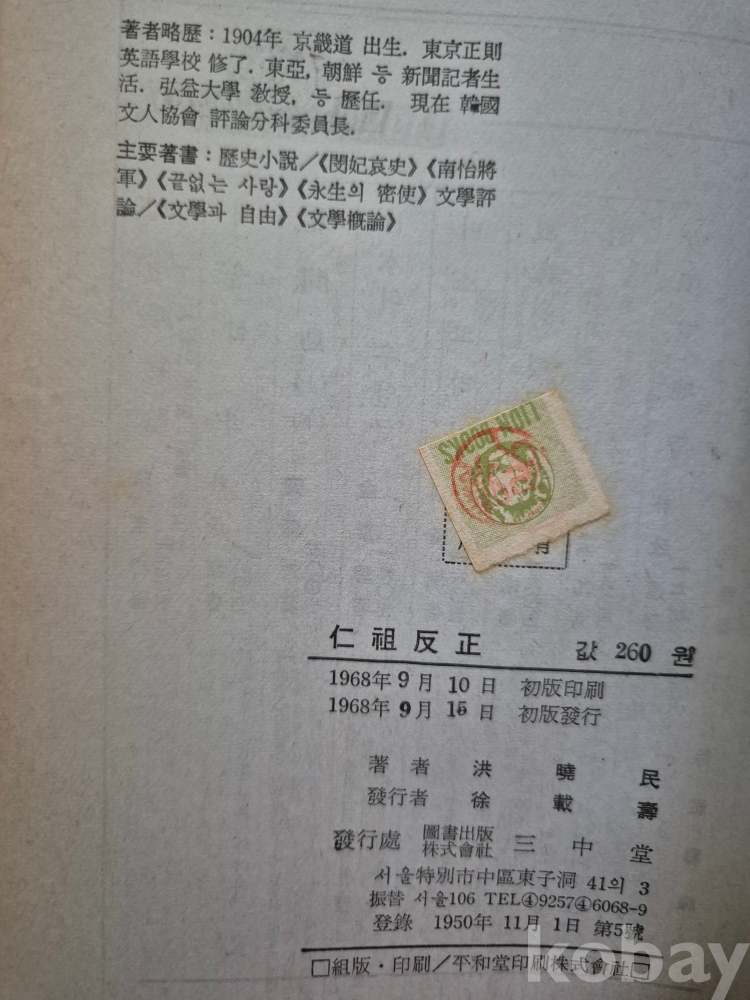 著者略歷：1904年 京畿道 出生. 東京正則
英語學校 修了. 東亞, 朝鮮 등 新聞記者生
活. 弘益大學 敎授, 等 歷任. 現在 韓國
文人協會 評論分科委員長.
主要著書：歷史小說／《閔妃哀史》《南怡將
軍》《끝없는 사랑》《永生의 密使》文學評
論／《文學과 自由》《文學槪論》
LION BOOKS
有
仁祖反正 값 260 원
1968年 9月 10日 初版印刷
1968年 9月 15日 初版發行
著者 洪曉民
發行者 徐載壽
發行處 圖書出版 株式會社 三中堂
서울特別市中區東子洞 41의 3
振替 서울106 TEL④9257④6068-9
登錄 1950年 11月 1日 第5號
□組版·印刷／平和堂印刷株式會社□
kobay